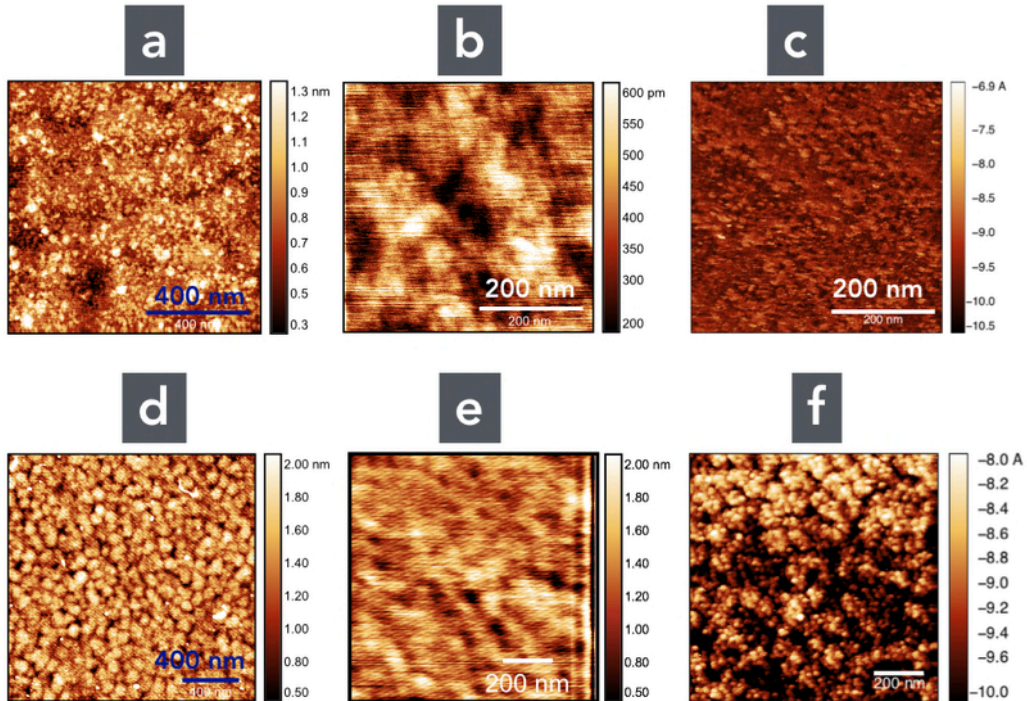 a
b
c
1.3 nm
1.2
1.1
1.0
0.9
0.8
0.7
0.6
0.5
0.3
400 nm
400 nm
600 pm
550
500
450
400
350
300
200
200 nm
200 nm
−6.9 A
−7.5
−8.0
−8.5
−9.0
−9.5
−10.0
−10.5
200 nm
200 nm
d
e
f
2.00 nm
1.80
1.60
1.40
1.20
1.00
0.80
0.50
400 nm
400 nm
2.00 nm
1.80
1.60
1.40
1.20
1.00
0.80
0.50
200 nm
−8.0 A
−8.2
−8.4
−8.6
−8.8
−9.0
−9.2
−9.4
−9.6
−10.0
200 nm